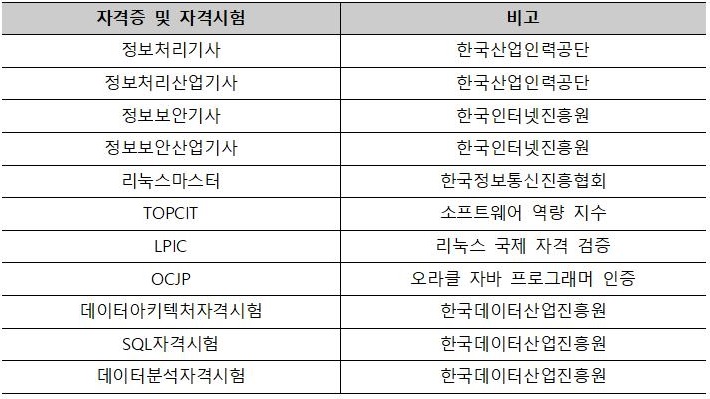 자격증 및 자격시험 비고
정보처리기사 한국산업인력공단
정보처리산업기사 한국산업인력공단
정보보안기사 한국인터넷진흥원
정보보안산업기사 한국인터넷진흥원
리눅스마스터 한국정보통신진흥협회
TOPCIT 소프트웨어 역량 지수
LPIC 리눅스 국제 자격 검증
OCJP 오라클 자바 프로그래머 인증
데이터아키텍처자격시험 한국데이터산업진흥원
SQL자격시험 한국데이터산업진흥원
데이터분석자격시험 한국데이터산업진흥원